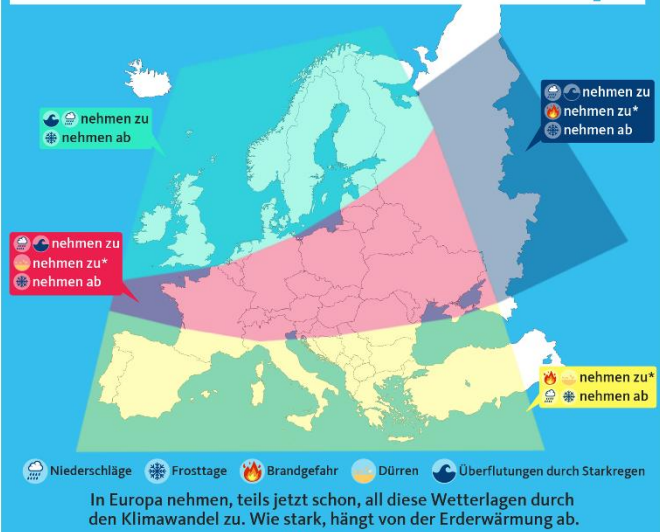 nehmen zu
nehmen ab
nehmen zu
nehmen zu*
nehmen ab
nehmen zu
nehmen zu*
nehmen ab
nehmen zu*
nehmen ab
Niederschläge Frosttage Brandgefahr Dürren Überflutungen durch Starkregen
In Europa nehmen, teils jetzt schon, all diese Wetterlagen durch
den Klimawandel zu. Wie stark, hängt von der Erderwärmung ab.